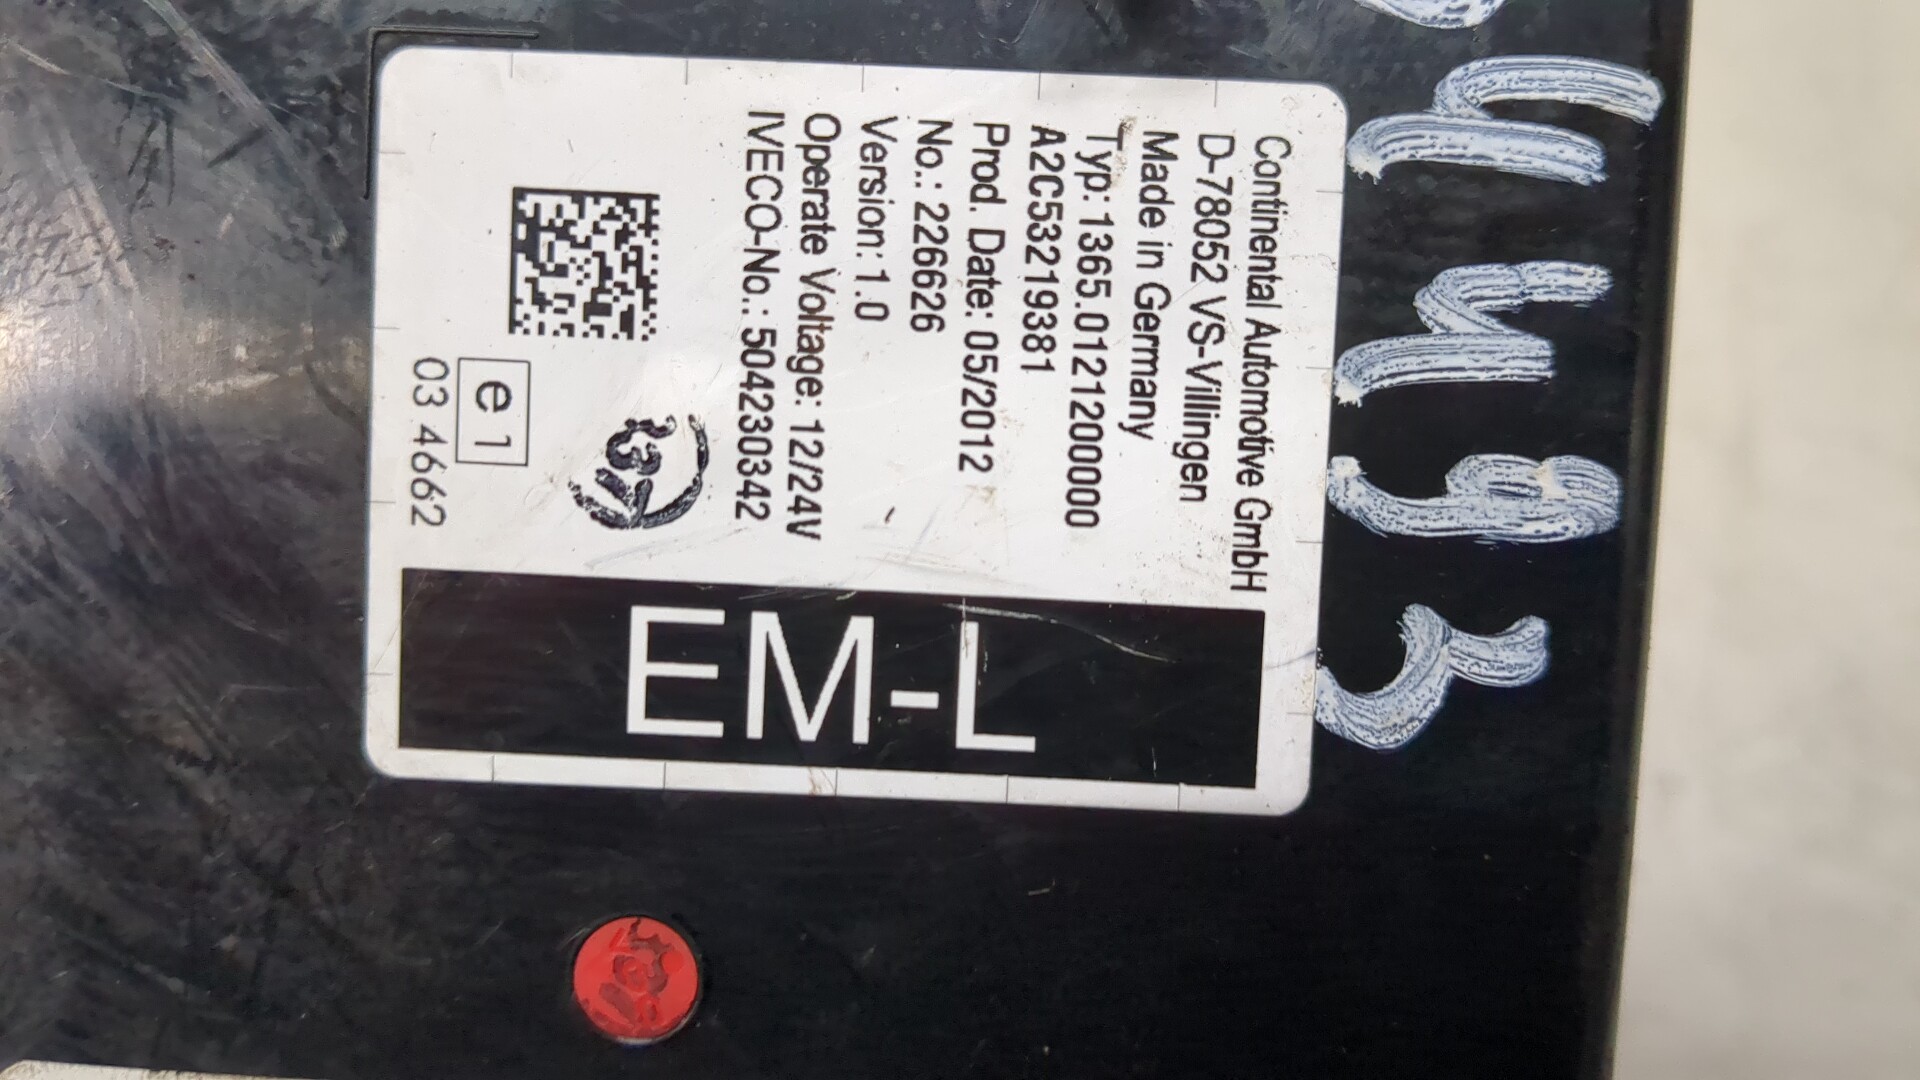 Continental Automotive GmbH
D-78052 VS-Villingen
Made in Germany
Typ: 1365.01212000000
A2C53219381
Prod. Date: 05/2012
No.: 226626
Version: 1.0
Operate Voltage: 12/24V
IVECO-No.: 504230342
e 1
03 4662
EM-L